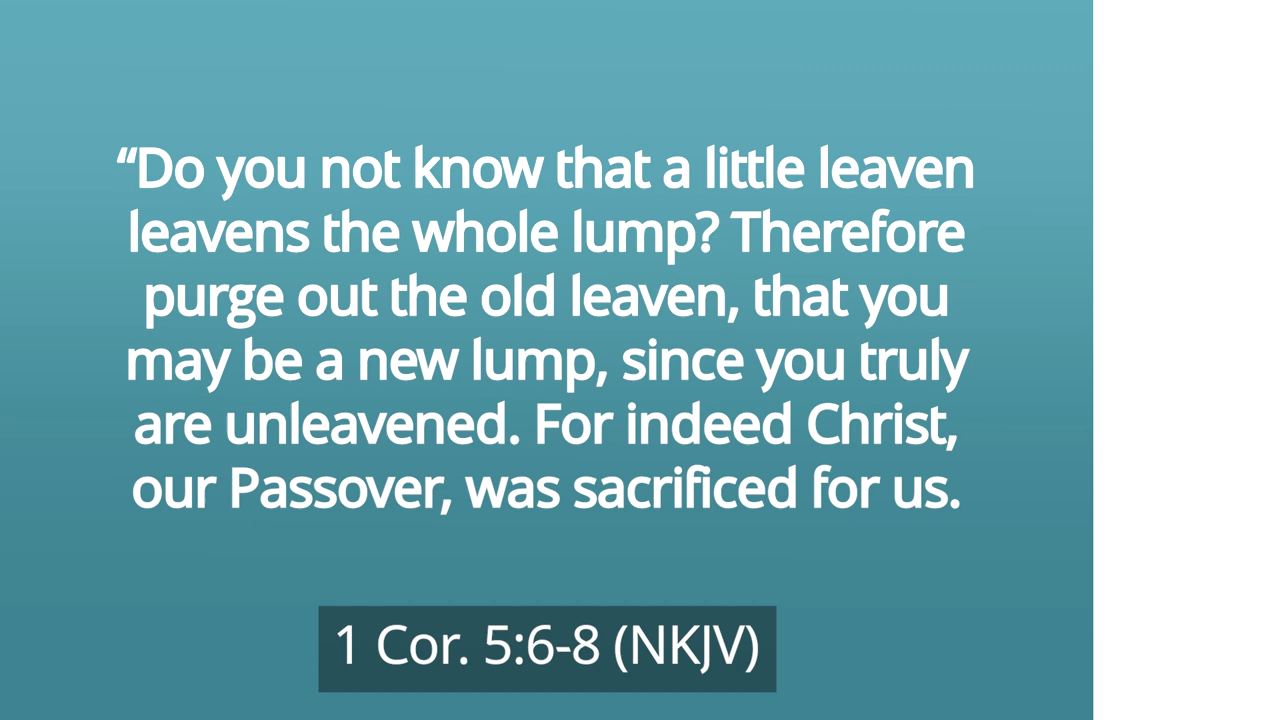 “Do you not know that a little leaven
leavens the whole lump? Therefore
purge out the old leaven, that you
may be a new lump, since you truly
are unleavened. For indeed Christ,
our Passover, was sacrificed for us.
1 Cor. 5:6-8 (NKJV)